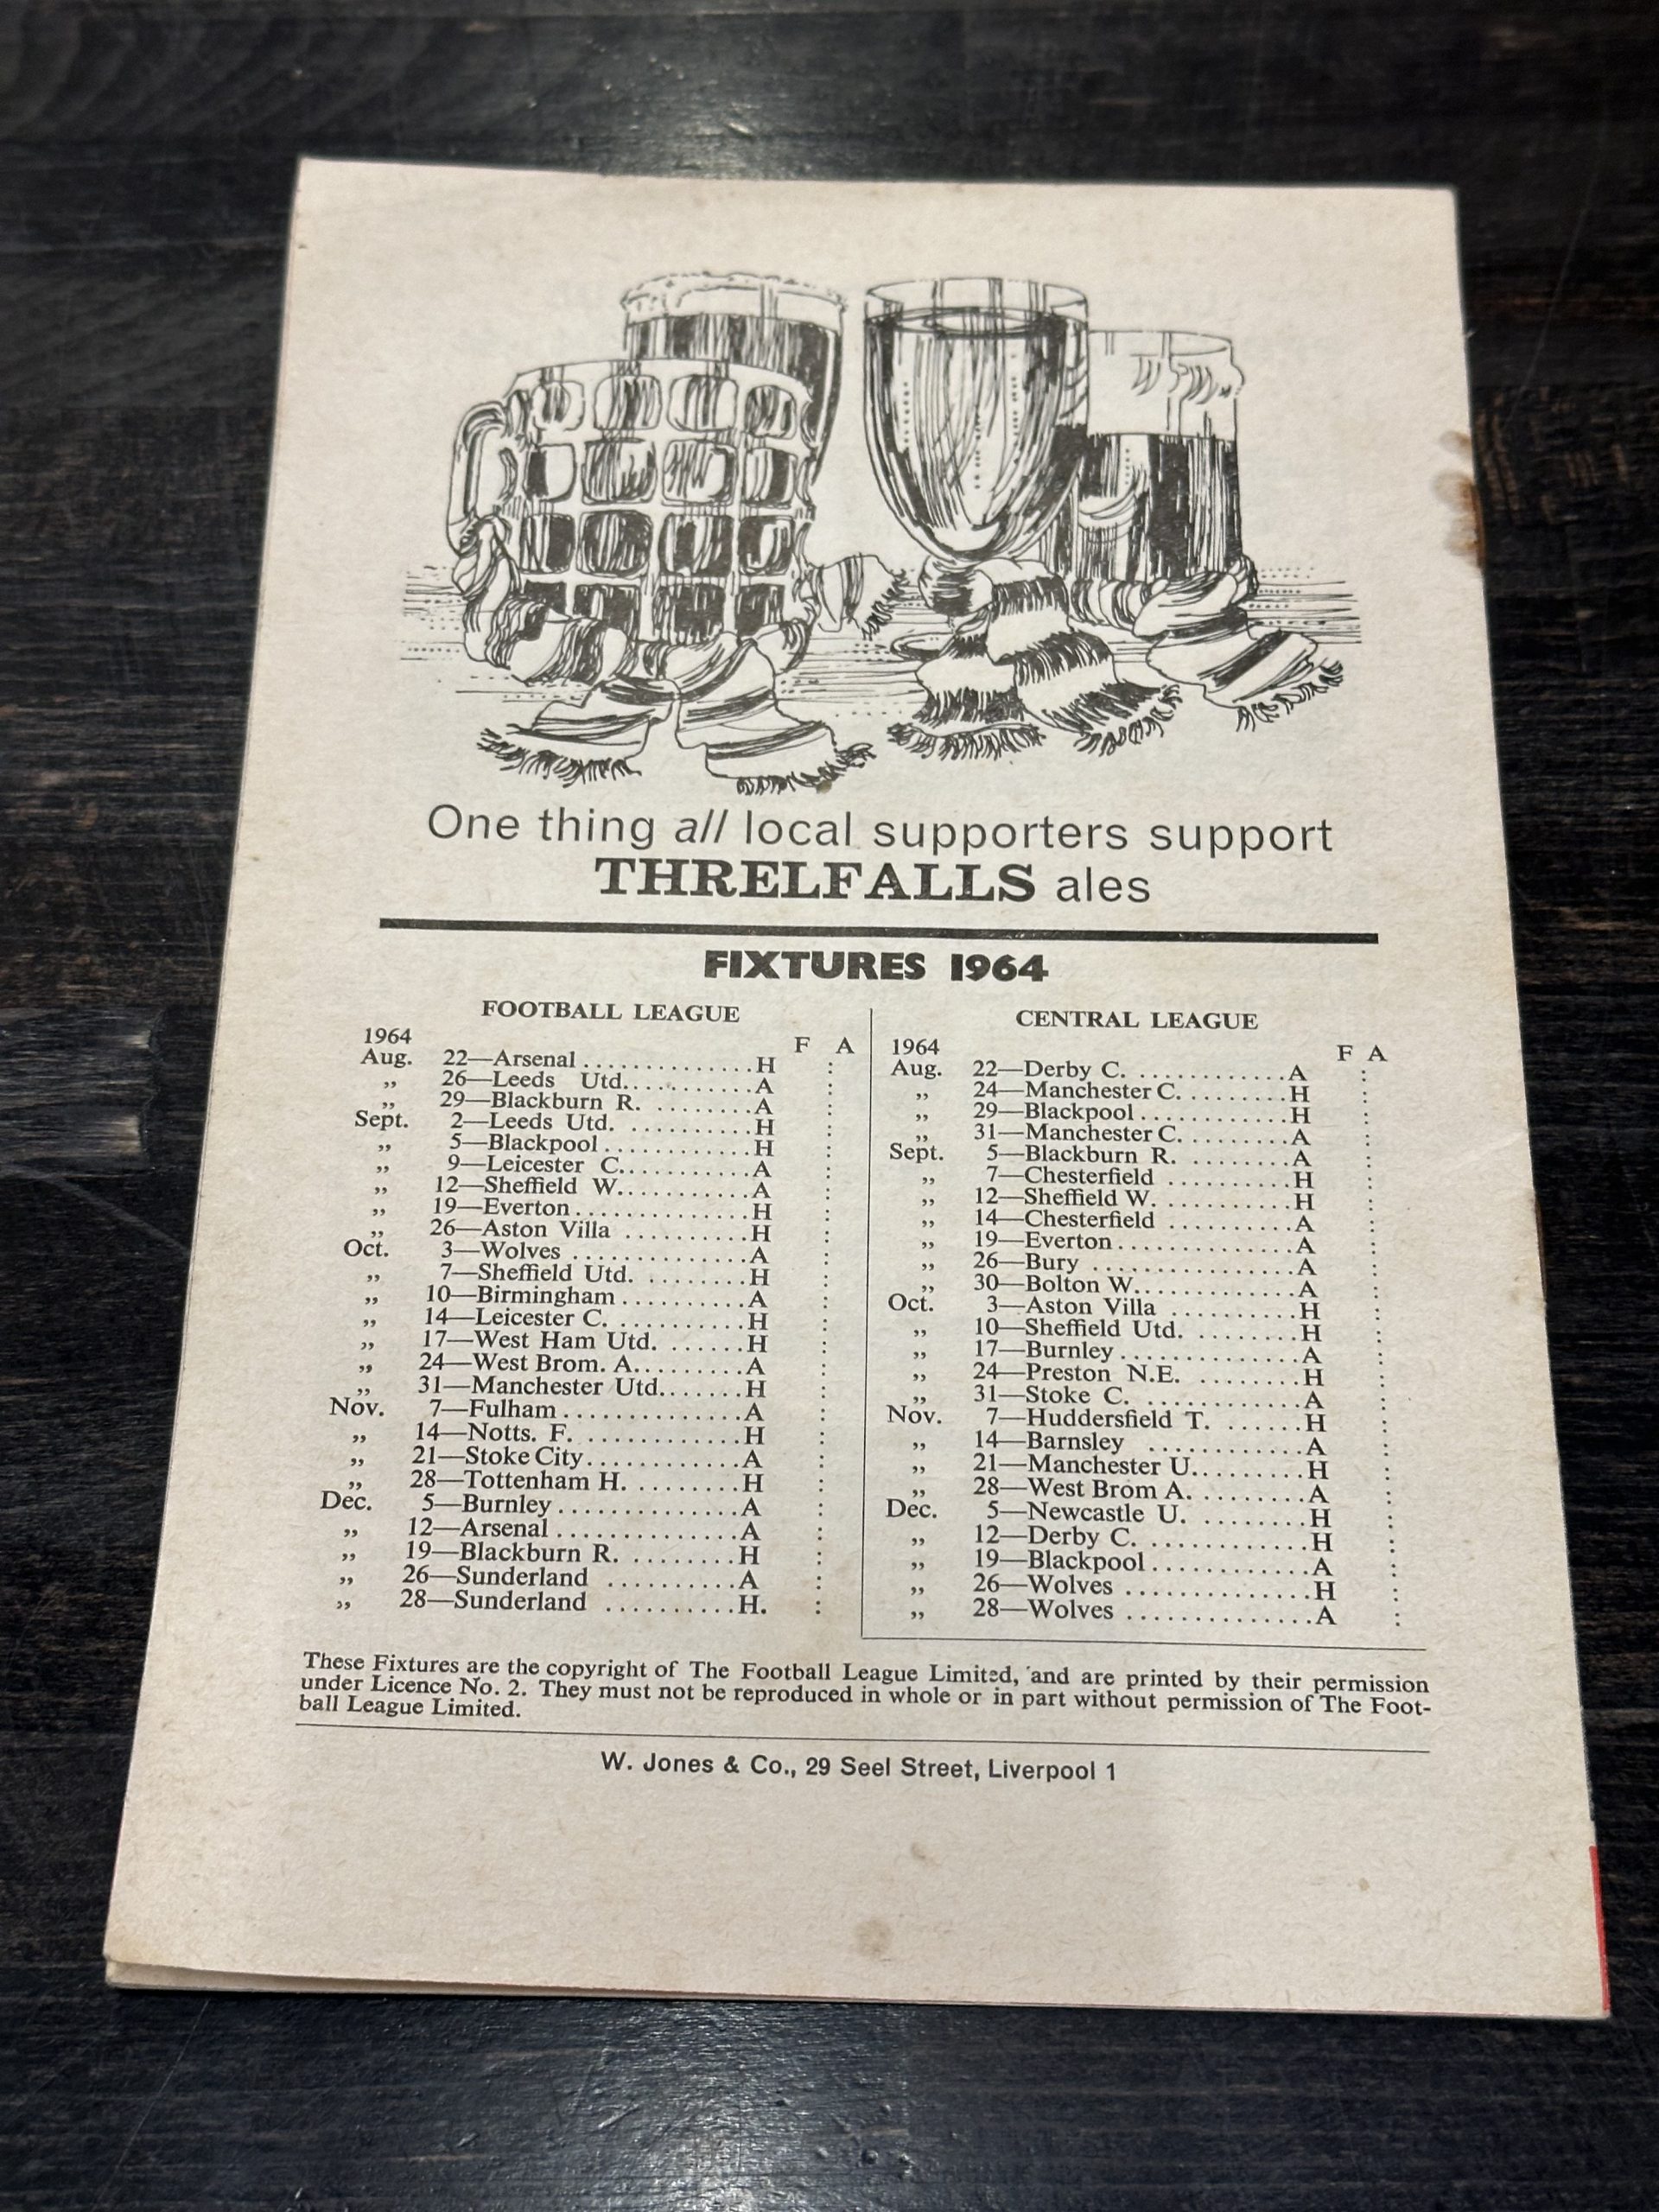 One thing all local supporters support
THRELFALLS ales
FIXTURES 1964
FOOTBALL LEAGUE
1964 F A
Aug. 22—Arsenal ............... H :
„ 26—Leeds Utd. .......... A :
„ 29—Blackburn R. ......... A :
Sept. 2—Leeds Utd. ........... H :
„ 5—Blackpool ............. H :
„ 9—Leicester C. ........... A :
„ 12—Sheffield W. ........... A :
„ 19—Everton ............... H :
„ 26—Aston Villa ........... H :
Oct. 3—Wolves ............... A :
„ 7—Sheffield Utd. ......... H :
„ 10—Birmingham ........... A :
„ 14—Leicester C. ........... H :
„ 17—West Ham Utd. ....... H :
„ 24—West Brom. A. ......... A :
„ 31—Manchester Utd. ...... H :
Nov. 7—Fulham ............... A :
„ 14—Notts. F. ............. H :
„ 21—Stoke City ............. A :
„ 28—Tottenham H. ......... H :
Dec. 5—Burnley ............... A :
„ 12—Arsenal ............... A :
„ 19—Blackburn R. ......... H :
„ 26—Sunderland .......... A :
„ 28—Sunderland .......... H. :
CENTRAL LEAGUE
1964 F A
Aug. 22—Derby C. ............. A :
„ 24—Manchester C. ........ H :
„ 29—Blackpool ............. H :
„ 31—Manchester C. ........ A :
Sept. 5—Blackburn R. ......... A :
„ 7—Chesterfield .......... H :
„ 12—Sheffield W. .......... H :
„ 14—Chesterfield .......... A :
„ 19—Everton ............... A :
„ 26—Bury ................. A :
„ 30—Bolton W. ............. A :
Oct. 3—Aston Villa ........... H :
„ 10—Sheffield Utd. ........ H :
„ 17—Burnley ............... A :
„ 24—Preston N.E. ......... H :
„ 31—Stoke C. ............. A :
Nov. 7—Huddersfield T. ...... H :
„ 14—Barnsley ............ A :
„ 21—Manchester U. ......... H :
„ 28—West Brom A. ......... A :
Dec. 5—Newcastle U. ........ H :
„ 12—Derby C. ............. H :
„ 19—Blackpool ............. A :
„ 26—Wolves .............. H :
„ 28—Wolves .............. A :
These Fixtures are the copyright of The Football League Limited, and are printed by their permission
under Licence No. 2. They must not be reproduced in whole or in part without permission of The Foot-
ball League Limited.
W. Jones & Co., 29 Seel Street, Liverpool 1